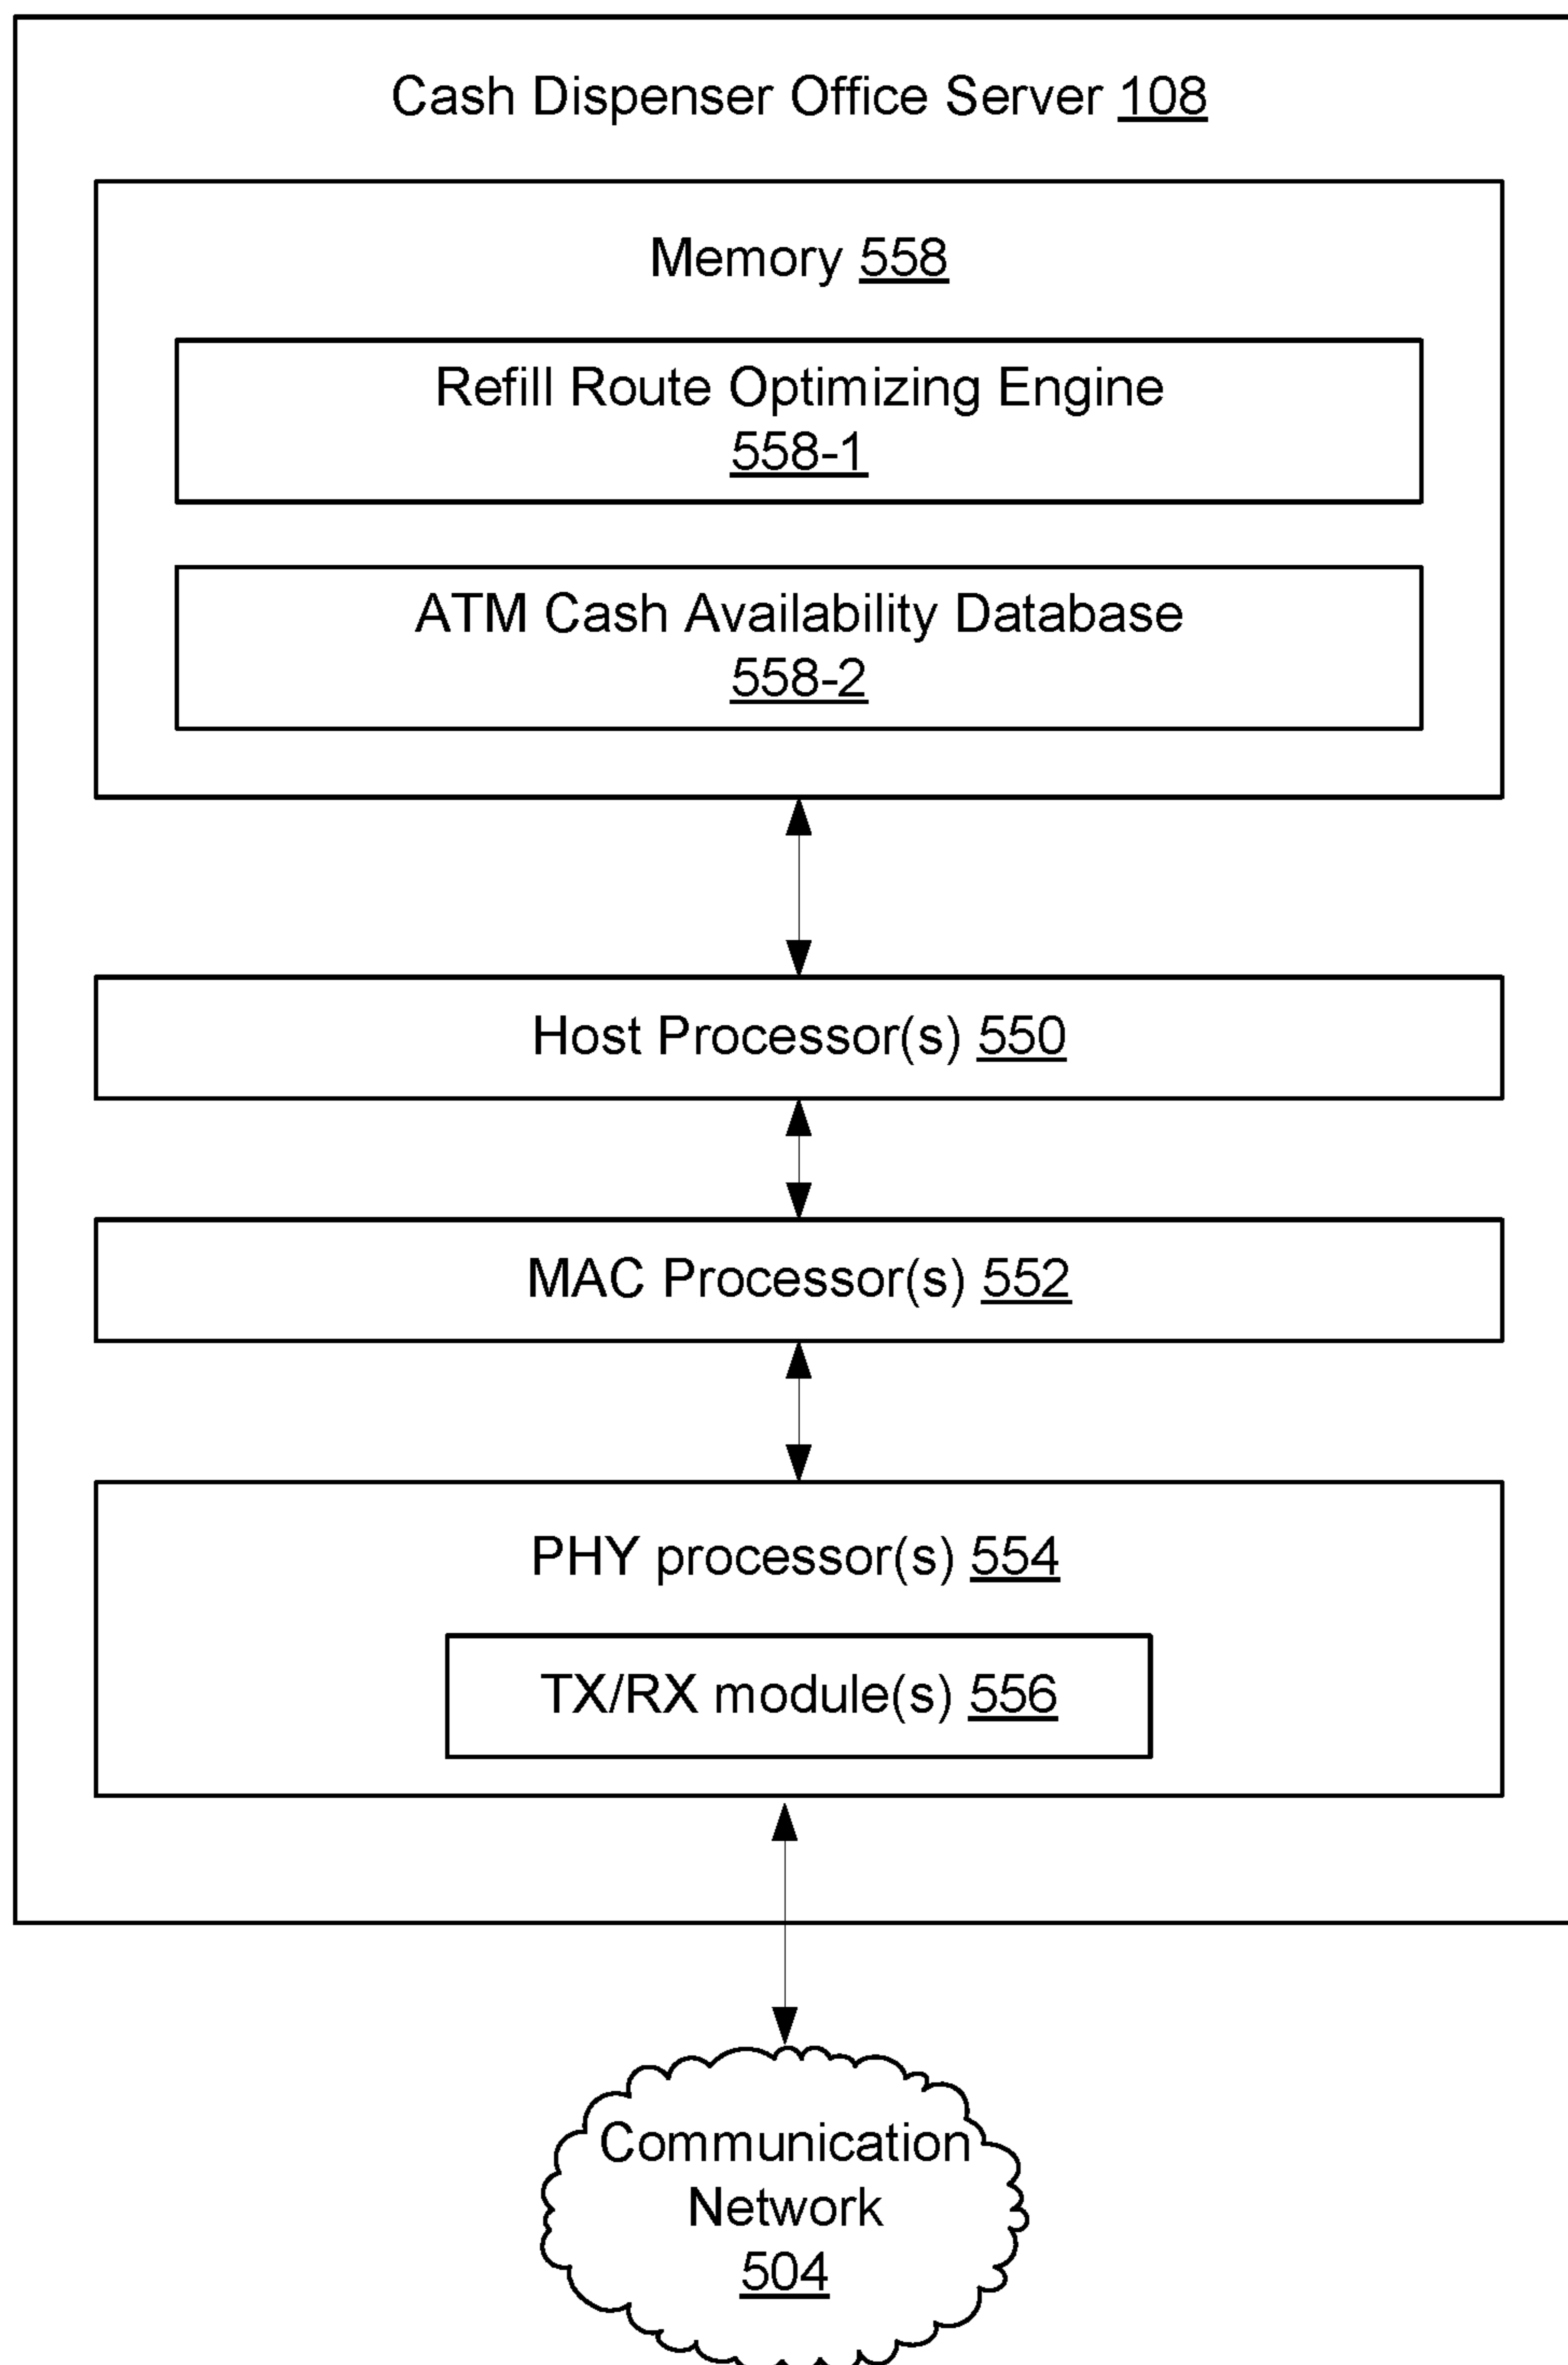 Cash Dispenser Office Server 108
Memory 558
Refill Route Optimizing Engine
558-1
ATM Cash Availability Database
558-2
Host Processor(s) 550
MAC Processor(s) 552
PHY processor(s) 554
TX/RX module(s) 556
Communication
Network
504